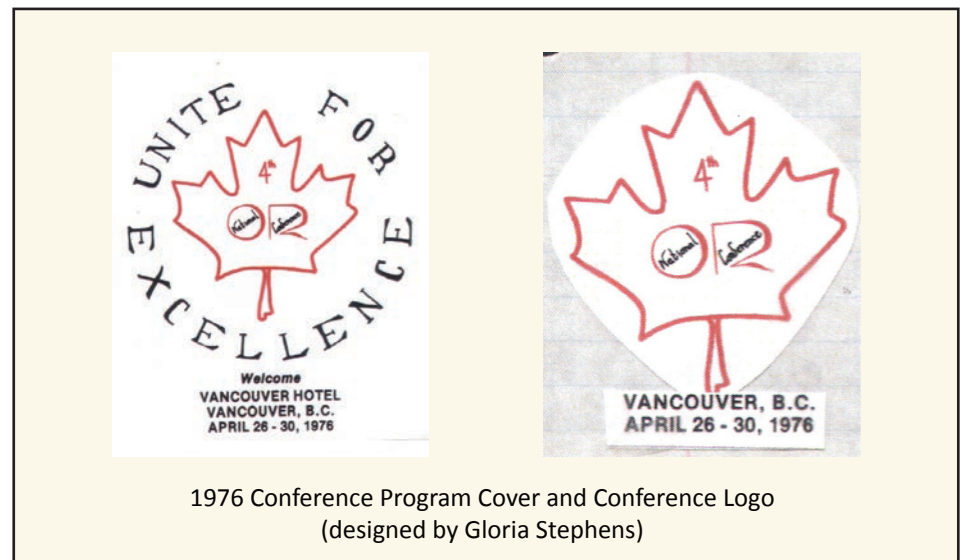 UNITE FOR
EXCELLENCE
4th
National Conference
OR
Welcome
VANCOUVER HOTEL
VANCOUVER, B.C.
APRIL 26 - 30, 1976
4th
National Conference
OR
VANCOUVER, B.C.
APRIL 26 - 30, 1976
1976 Conference Program Cover and Conference Logo
(designed by Gloria Stephens)